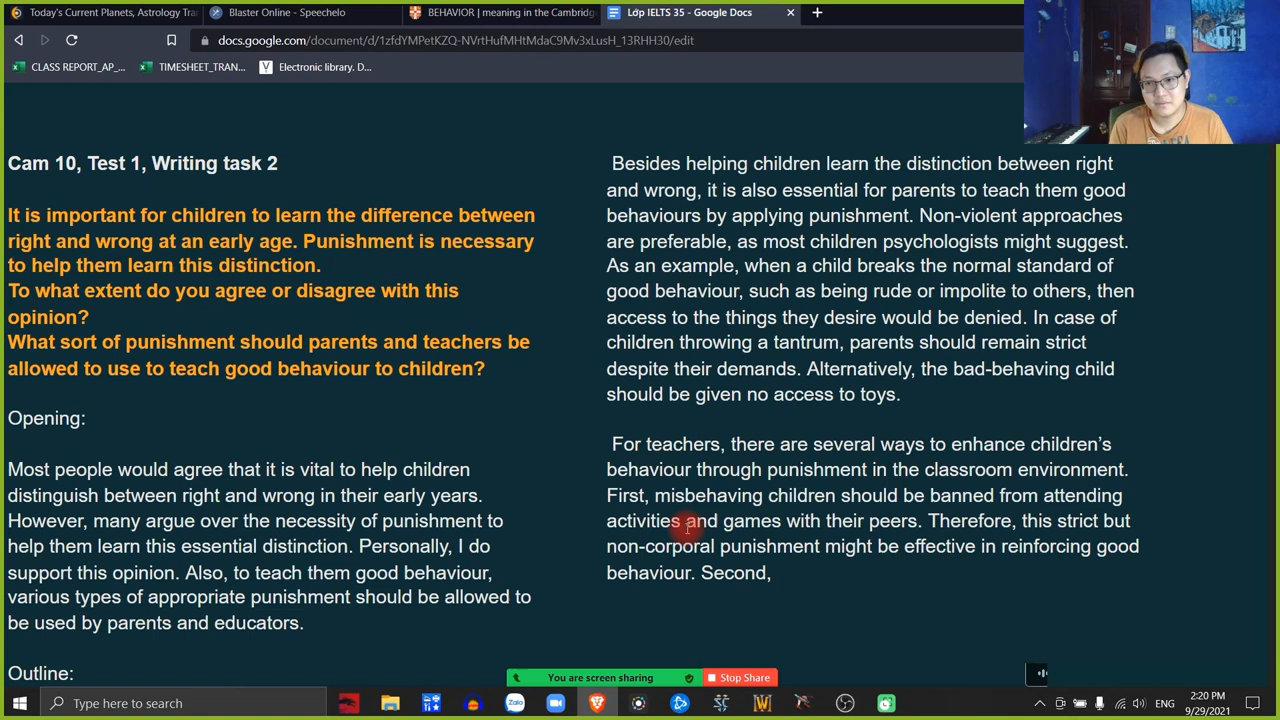 Today's Current Planets, Astrology Tra
Blaster Online - Speechelo
BEHAVIOR | meaning in the Cambridg
Lớp IELTS 35 - Google Docs
docs.google.com/document/d/1zfdYMPetKZQ-NVrtHufMHtMdaC9Mv3xLusH_13RHH30/edit
CLASS REPORT_AP_...
TIMESHEET_TRAN...
Electronic library. D...
Cam 10, Test 1, Writing task 2
It is important for children to learn the difference between
right and wrong at an early age. Punishment is necessary
to help them learn this distinction.
To what extent do you agree or disagree with this
opinion?
What sort of punishment should parents and teachers be
allowed to use to teach good behaviour to children?
Opening:
Most people would agree that it is vital to help children
distinguish between right and wrong in their early years.
However, many argue over the necessity of punishment to
help them learn this essential distinction. Personally, I do
support this opinion. Also, to teach them good behaviour,
various types of appropriate punishment should be allowed to
be used by parents and educators.
Outline:
Besides helping children learn the distinction between right
and wrong, it is also essential for parents to teach them good
behaviours by applying punishment. Non-violent approaches
are preferable, as most children psychologists might suggest.
As an example, when a child breaks the normal standard of
good behaviour, such as being rude or impolite to others, then
access to the things they desire would be denied. In case of
children throwing a tantrum, parents should remain strict
despite their demands. Alternatively, the bad-behaving child
should be given no access to toys.
For teachers, there are several ways to enhance children's
behaviour through punishment in the classroom environment.
First, misbehaving children should be banned from attending
activities and games with their peers. Therefore, this strict but
non-corporal punishment might be effective in reinforcing good
behaviour. Second,
You are screen sharing
Stop Share
Type here to search
Zalo
ENG
2:20 PM
9/29/2021